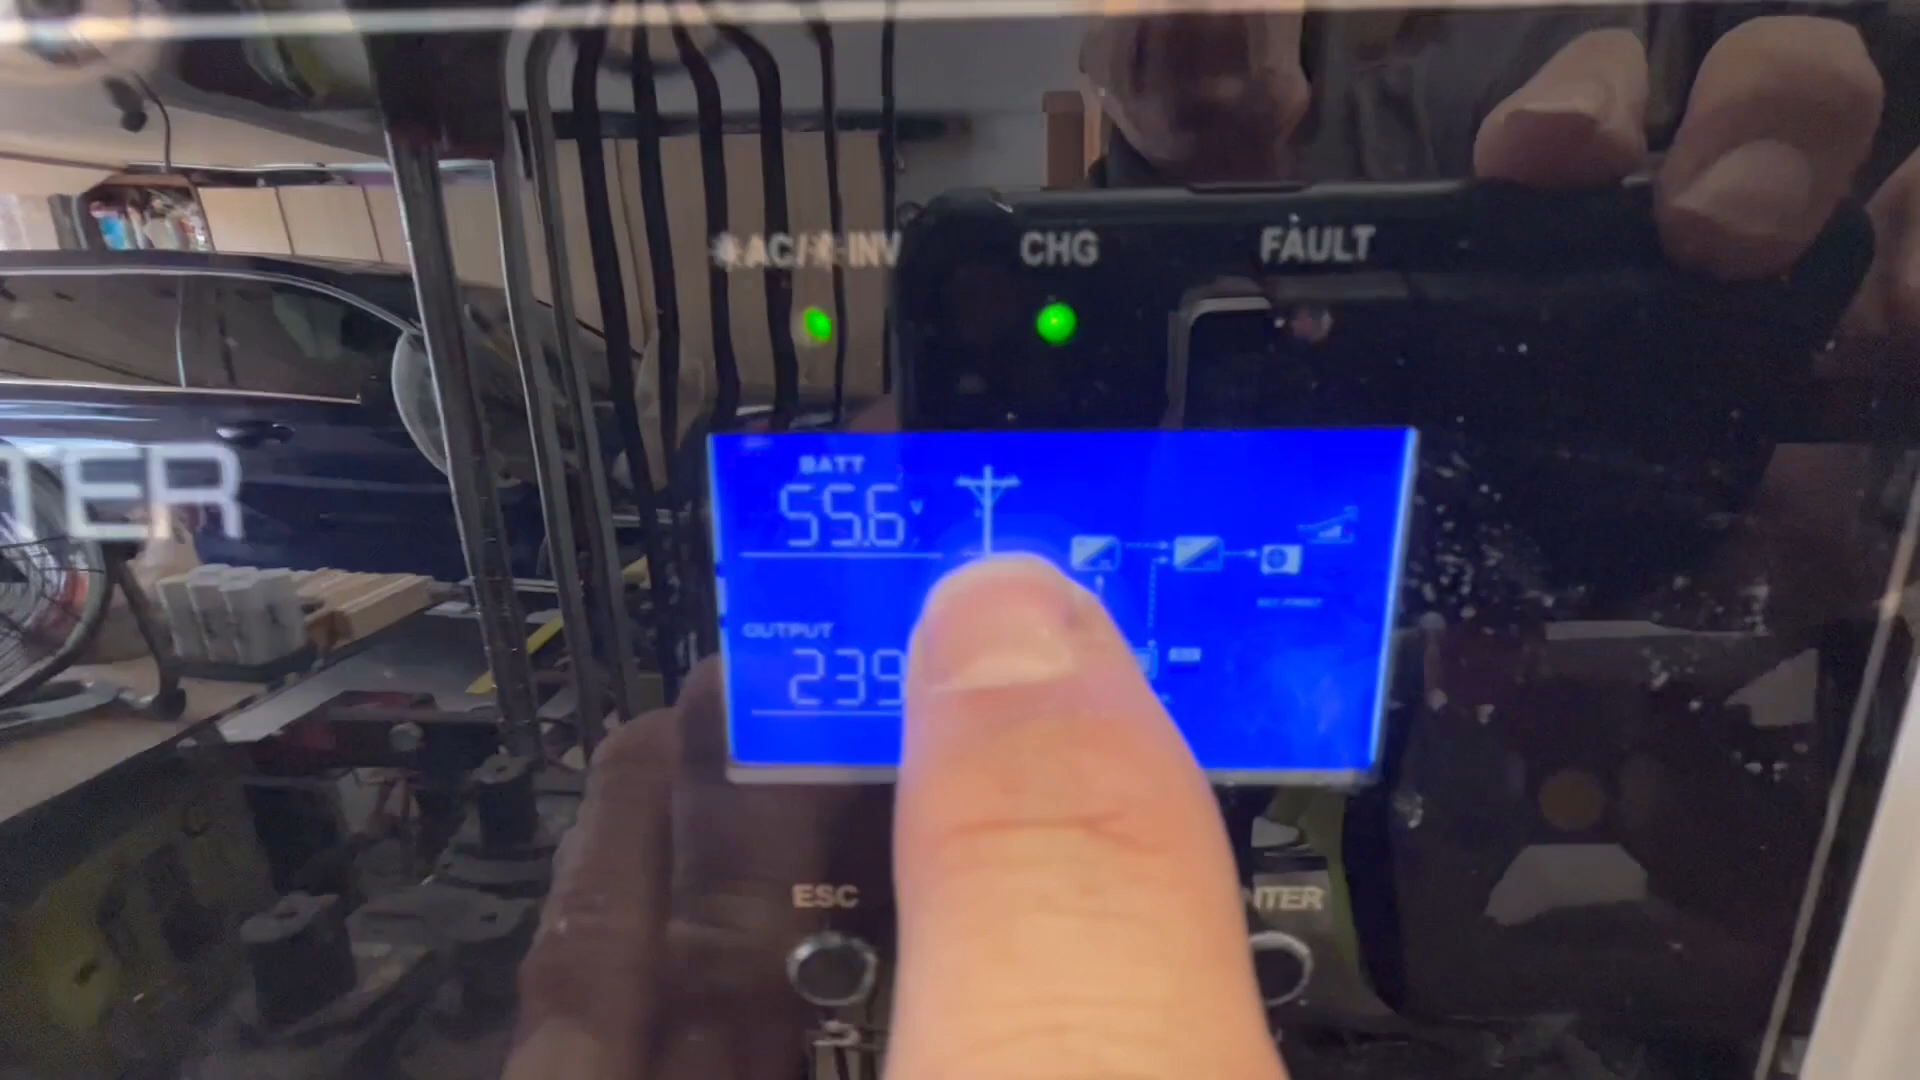 ☀AC/☀INV CHG FAULT
TER
BATT
55.6 V
OUTPUT
239
ESC
NTER